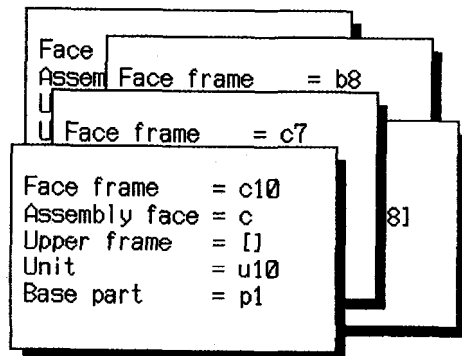 Face
Assem
U
U
Face frame = b8
Face frame = c7
8]
Face frame = c10
Assembly face = c
Upper frame = []
Unit = u10
Base part = p1